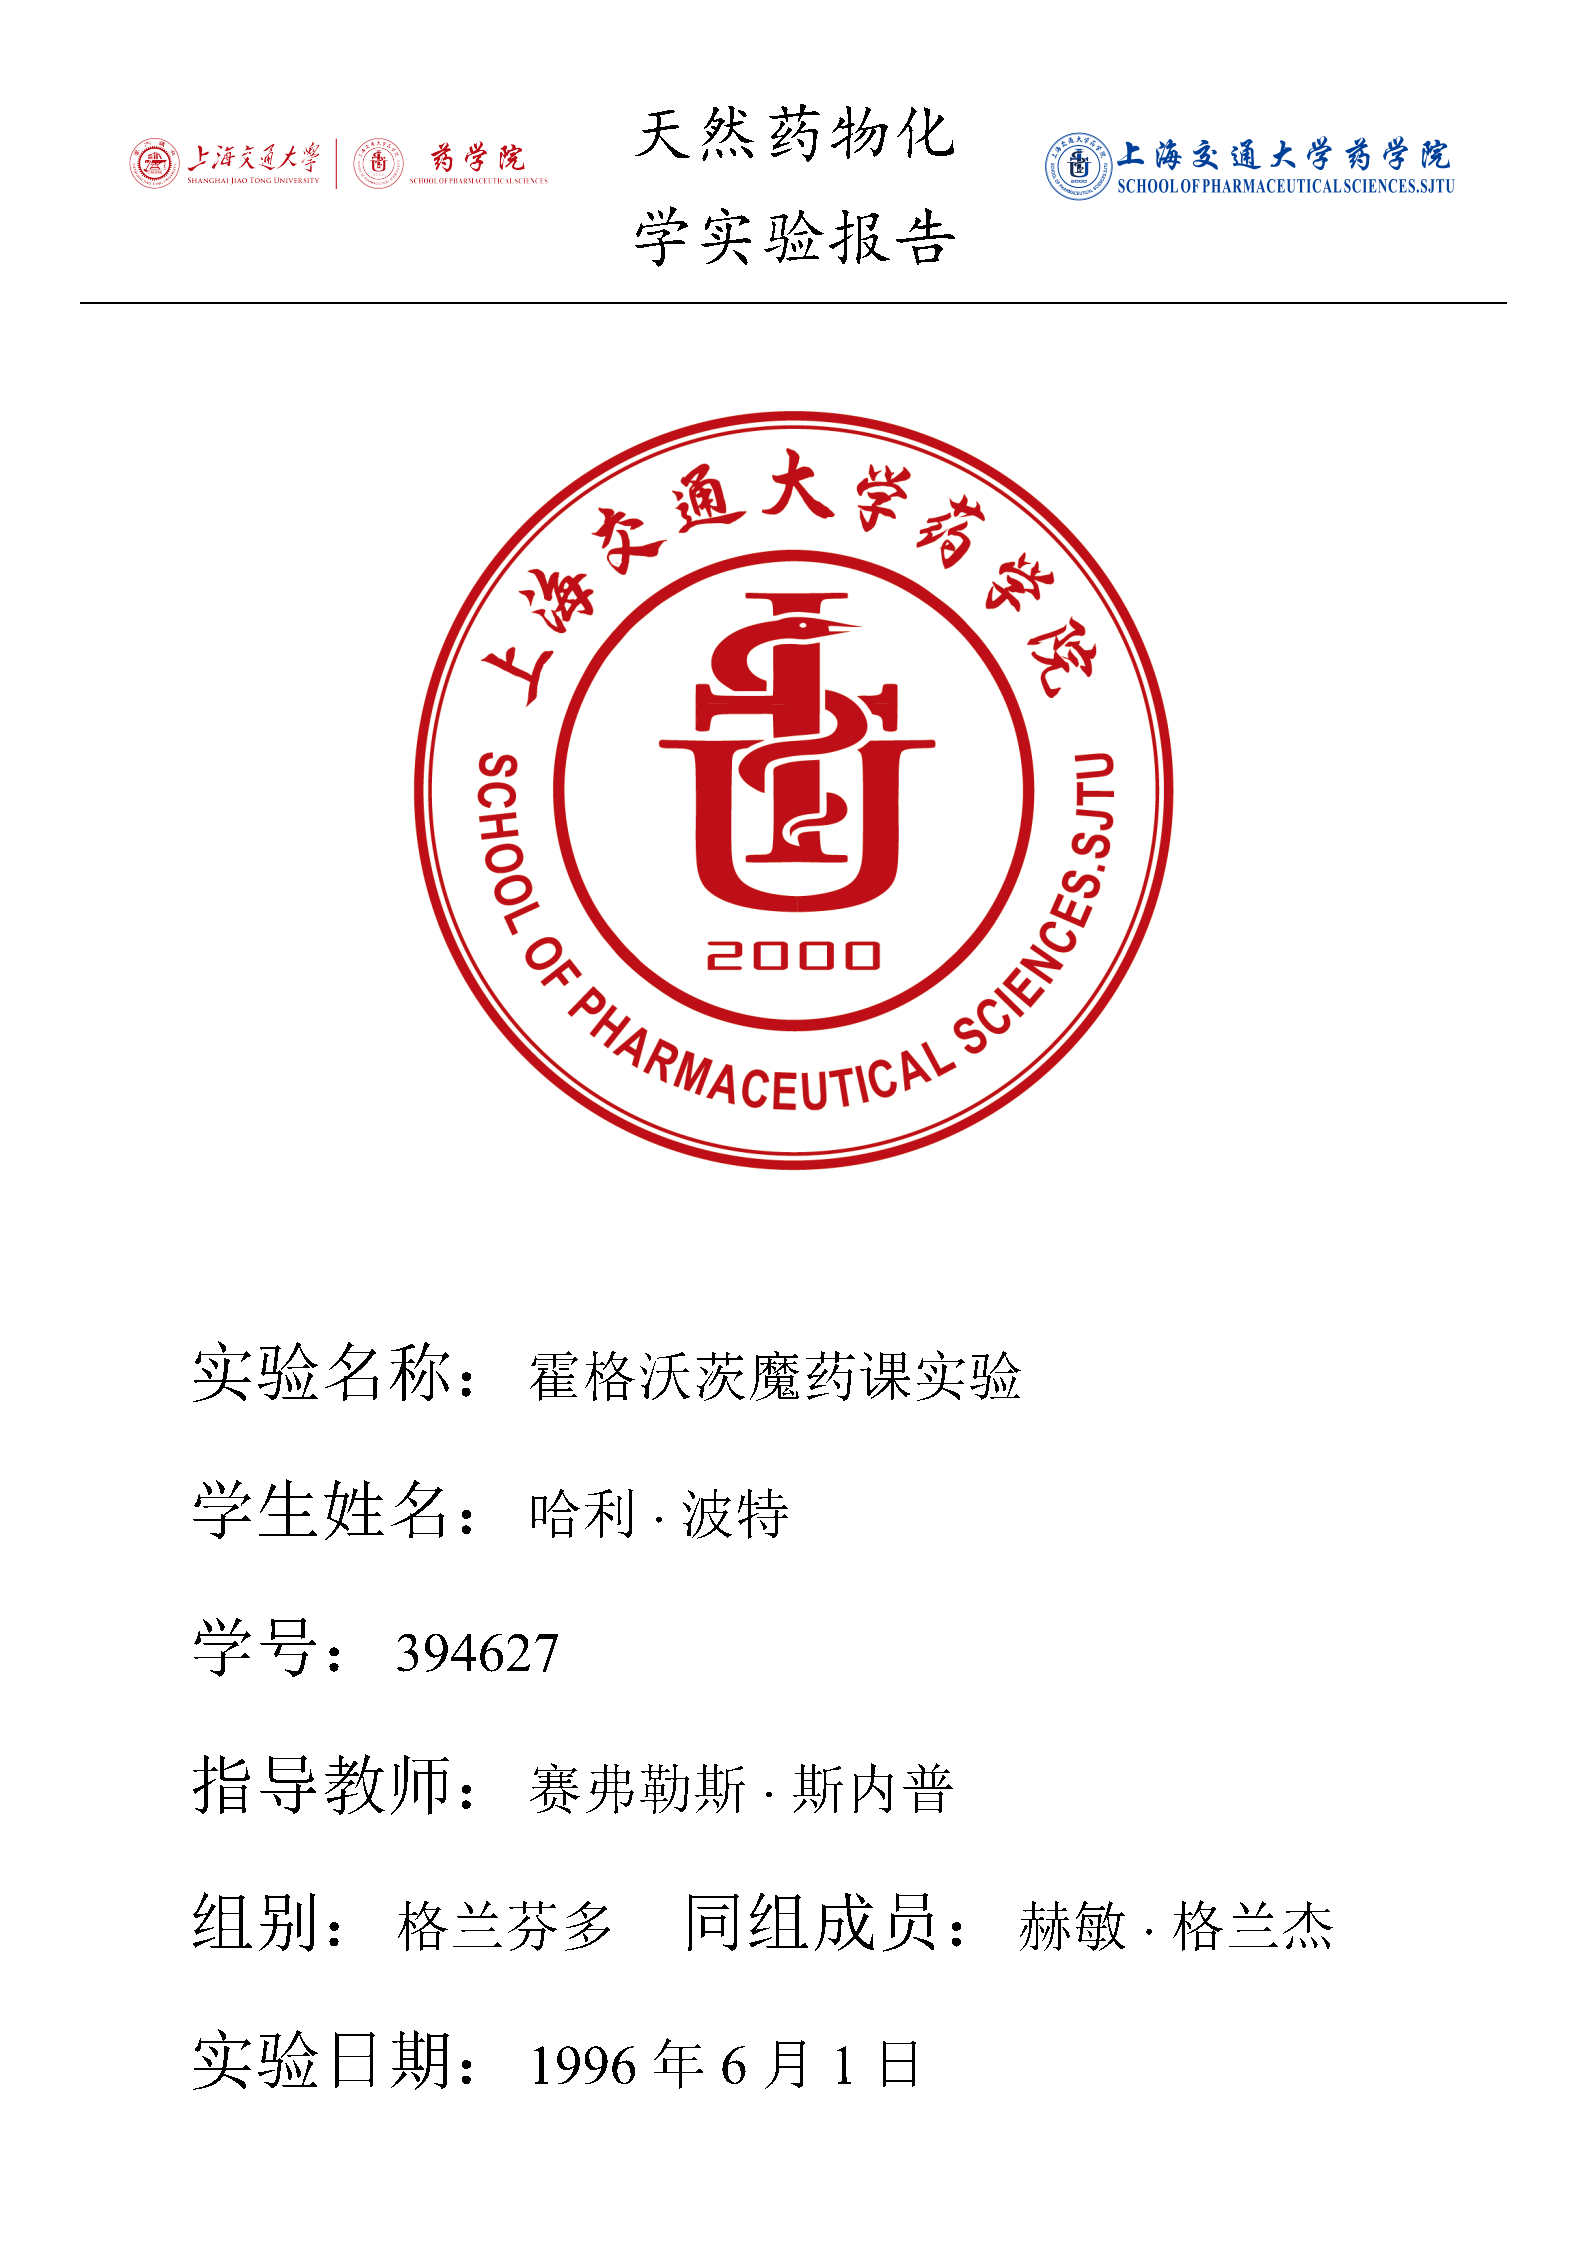 上海交通大学
SHANGHAI JIAO TONG UNIVERSITY
药学院
SCHOOL OF PHARMACEUTICAL SCIENCES
天然药物化
学实验报告
上海交通大学药学院
SCHOOL OF PHARMACEUTICAL SCIENCES.SJTU
上海交通大学药学院
2000
SCHOOL OF PHARMACEUTICAL SCIENCES.SJTU
实验名称： 霍格沃茨魔药课实验
学生姓名： 哈利 · 波特
学号： 394627
指导教师： 赛弗勒斯 · 斯内普
组别： 格兰芬多 同组成员： 赫敏 · 格兰杰
实验日期： 1996 年 6 月 1 日